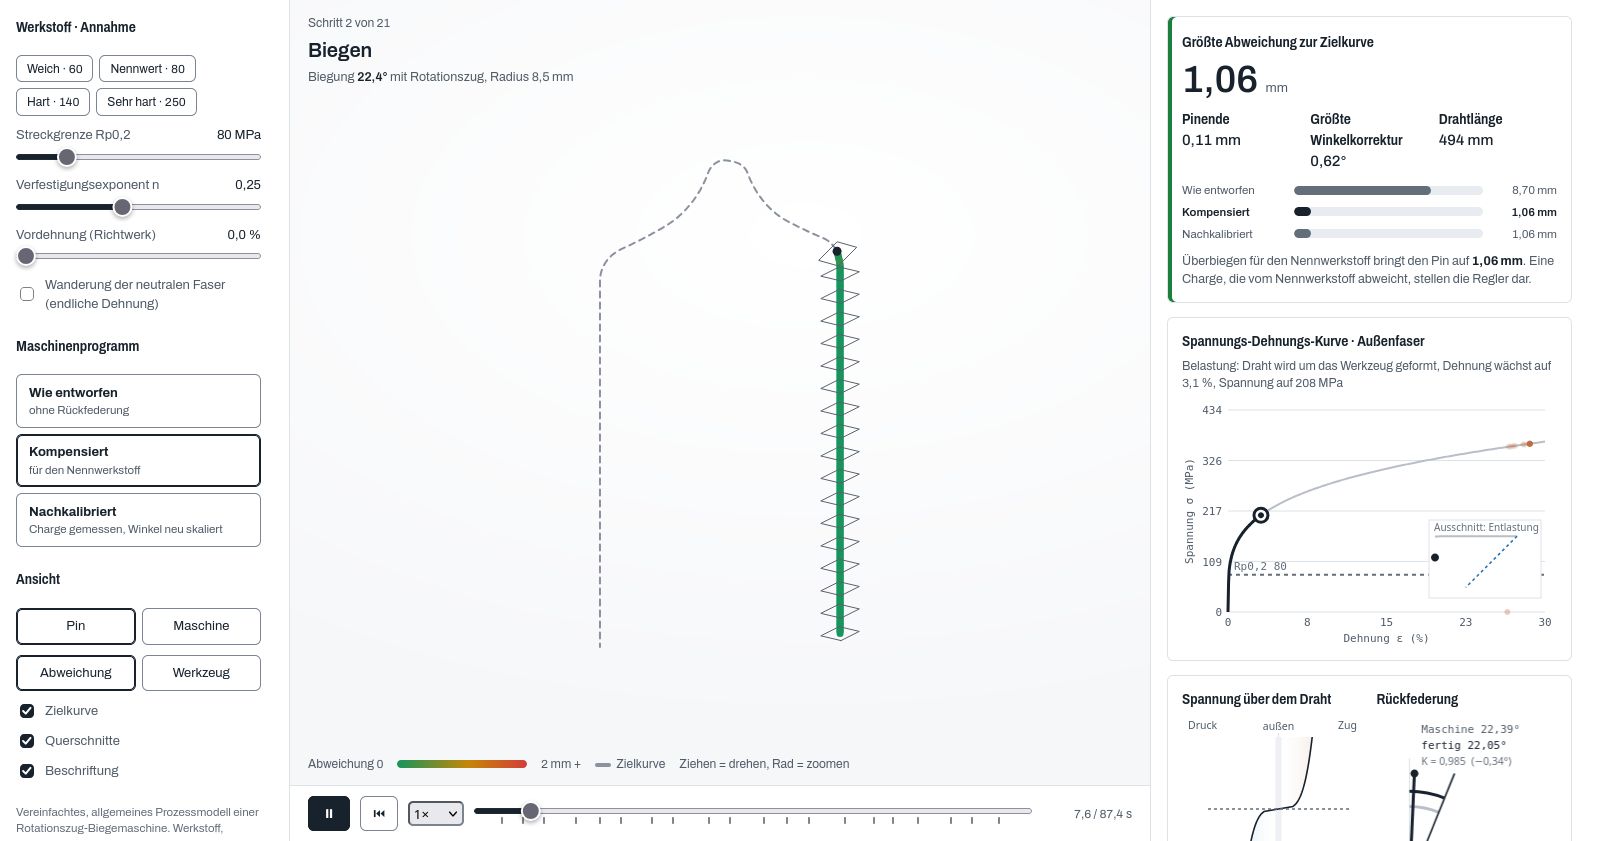 Werkstoff · Annahme
Weich · 60
Nennwert · 80
Hart · 140
Sehr hart · 250
Streckgrenze Rp0,2 80 MPa
Verfestigungsexponent n 0,25
Vordehnung (Richtwert) 0,0 %
Wanderung der neutralen Faser
(endliche Dehnung)
Maschinenprogramm
Wie entworfen
ohne Rückfederung
Kompensiert
für den Nennwerkstoff
Nachkalibriert
Charge gemessen, Winkel neu skaliert
Ansicht
Pin
Maschine
Abweichung
Werkzeug
Zielkurve
Querschnitte
Beschriftung
Vereinfachtes, allgemeines Prozessmodell einer
Rotationszug-Biegemaschine. Werkstoff,
Schritt 2 von 21
Biegen
Biegung 22,4° mit Rotationszug, Radius 8,5 mm
Abweichung 0
2 mm +
Zielkurve
Ziehen = drehen, Rad = zoomen
1×
7,6 / 87,4 s
Größte Abweichung zur Zielkurve
1,06 mm
Pinende
0,11 mm
Größte
Winkelkorrektur
0,62°
Drahtlänge
494 mm
Wie entworfen 8,70 mm
Kompensiert 1,06 mm
Nachkalibriert 1,06 mm
Überbiegen für den Nennwerkstoff bringt den Pin auf 1,06 mm. Eine
Charge, die vom Nennwerkstoff abweicht, stellen die Regler dar.
Spannungs-Dehnungs-Kurve · Außenfaser
Belastung: Draht wird um das Werkzeug geformt, Dehnung wächst auf
3,1 %, Spannung auf 208 MPa
434
326
217
109
0
Spannung σ (MPa)
Rp0,2 80
Ausschnitt: Entlastung
0 8 15 23 30
Dehnung ε (%)
Spannung über dem Draht
Druck außen Zug
Rückfederung
Maschine 22,39°
fertig 22,05°
K = 0,985 (−0,34°)